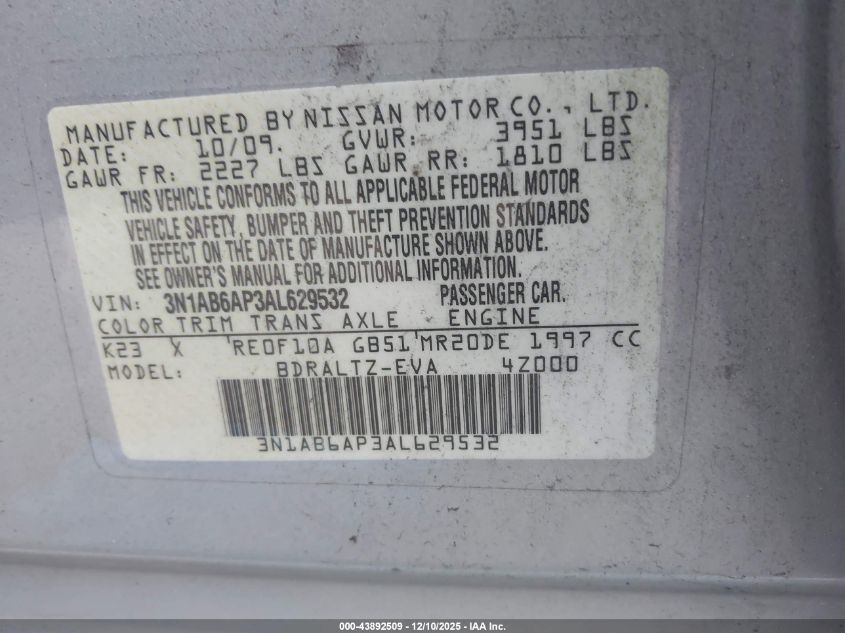 MANUFACTURED BY NISSAN MOTOR CO., LTD.
DATE: 10/09. GVWR: 3951 LBS
GAWR FR: 2227 LBS GAWR RR: 1810 LBS
THIS VEHICLE CONFORMS TO ALL APPLICABLE FEDERAL MOTOR
VEHICLE SAFETY, BUMPER AND THEFT PREVENTION STANDARDS
IN EFFECT ON THE DATE OF MANUFACTURE SHOWN ABOVE.
SEE OWNER'S MANUAL FOR ADDITIONAL INFORMATION.
VIN: 3N1AB6AP3AL629532 PASSENGER CAR.
COLOR TRIM TRANS AXLE ENGINE
K23 X RE0F10A GB51 MR20DE 1997 CC
MODEL: BDRALTZ-EVA 4Z000
3N1AB6AP3AL629532
000-43892509 - 12/10/2025 - IAA Inc.